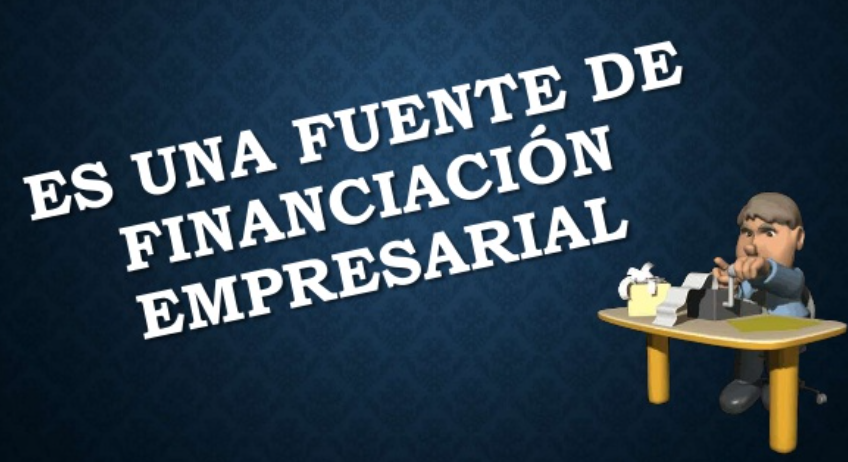 ES UNA FUENTE DE
FINANCIACIÓN
EMPRESARIAL